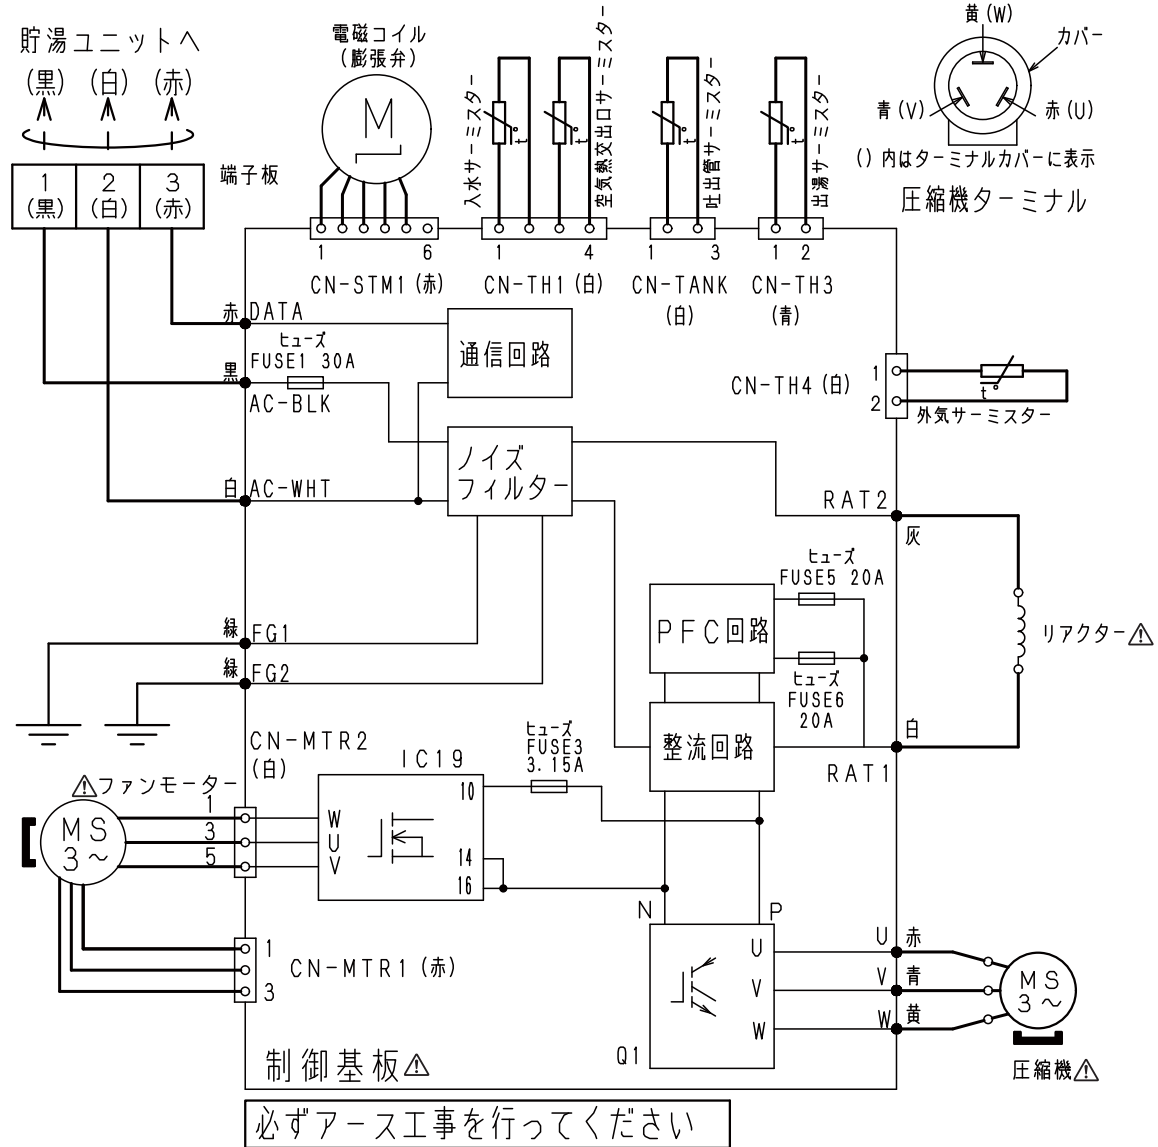 貯湯ユニットへ
(黒) (白) (赤)
1 2 3
(黒) (白) (赤)
端子板
電磁コイル
(膨張弁)
1 6
CN-STM1 (赤)
入水サーミスター
t°
空気熱交出口サーミスター
t°
1 4
CN-TH1 (白)
吐出管サーミスター
t°
1 3
CN-TANK
(白)
出湯サーミスター
t°
1 2
CN-TH3
(青)
黄 (W)
カバー
青 (V)
赤 (U)
() 内はターミナルカバーに表示
圧縮機ターミナル
赤 DATA
ヒューズ
FUSE1 30A
黒
AC-BLK
通信回路
CN-TH4 (白)
1
2
t°
外気サーミスター
ノイズ
フィルター
白 AC-WHT
RAT2
灰
ヒューズ
FUSE5 20A
PFC回路
リアクター⚠
緑 FG1
緑 FG2
ヒューズ
FUSE6
20A
整流回路
白
RAT1
CN-MTR2
(白)
IC19
ヒューズ
FUSE3
3.15A
⚠ファンモーター
1
3
5
MS
3~
W
U
V
10
14
16
N P
1
3
CN-MTR1 (赤)
U
V
W
Q1
U 赤
V 青
W 黄
MS
3~
圧縮機⚠
制御基板⚠
必ずアース工事を行ってください